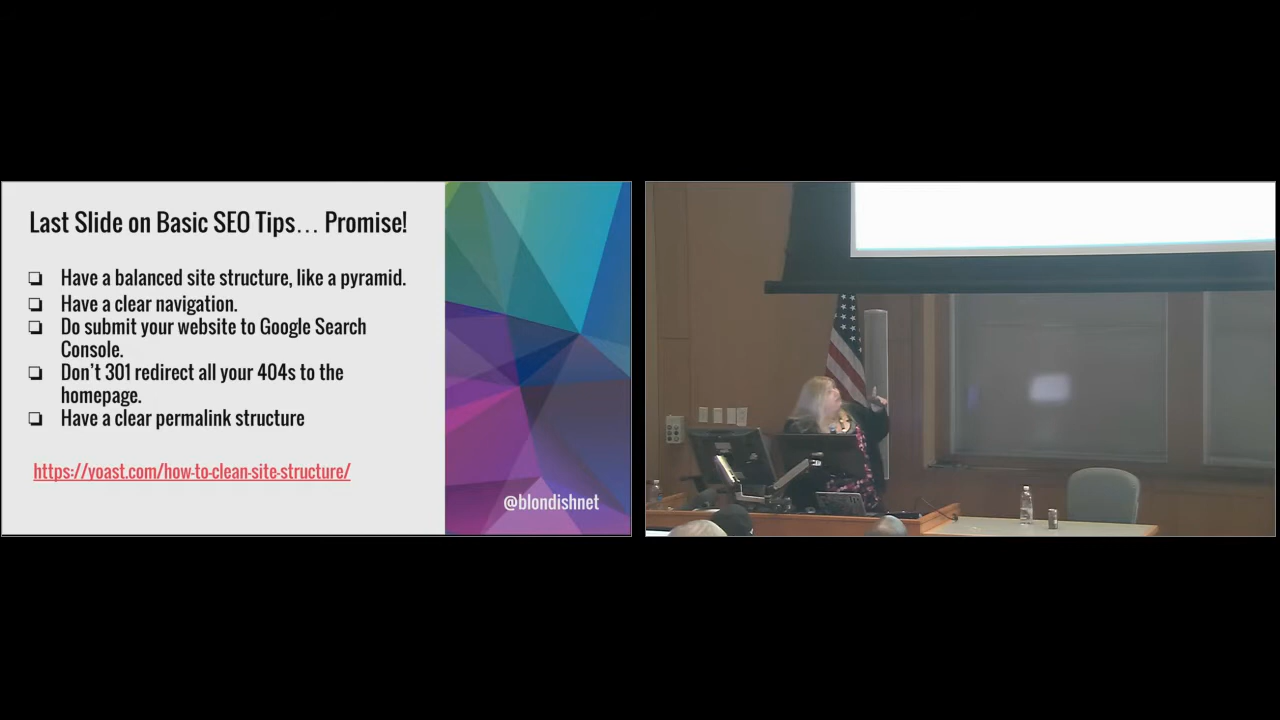 Last Slide on Basic SEO Tips... Promise!
❏ Have a balanced site structure, like a pyramid.
❏ Have a clear navigation.
❏ Do submit your website to Google Search
Console.
❏ Don't 301 redirect all your 404s to the
homepage.
❏ Have a clear permalink structure
https://yoast.com/how-to-clean-site-structure/
@blondishnet